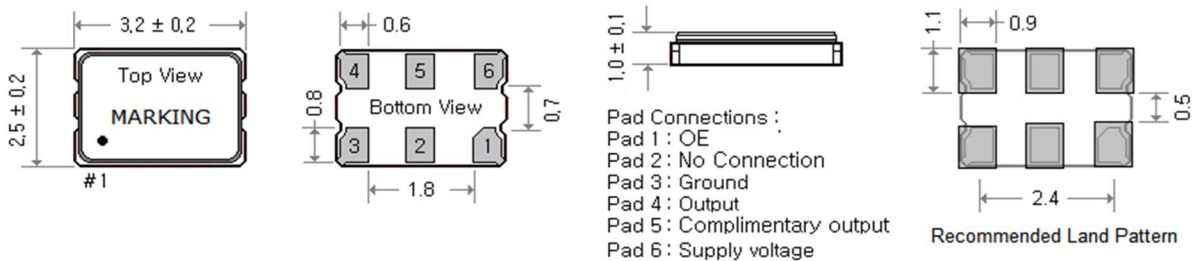 3.2 ± 0.2
2.5 ± 0.2
Top View
MARKING
#1
0.6
4 5 6
0.8
Bottom View
0.7
3 2 1
1.8
1.0 ± 0.1
Pad Connections :
Pad 1 : OE
Pad 2 : No Connection
Pad 3 : Ground
Pad 4 : Output
Pad 5 : Complimentary output
Pad 6 : Supply voltage
1.1
0.9
0.5
2.4
Recommended Land Pattern